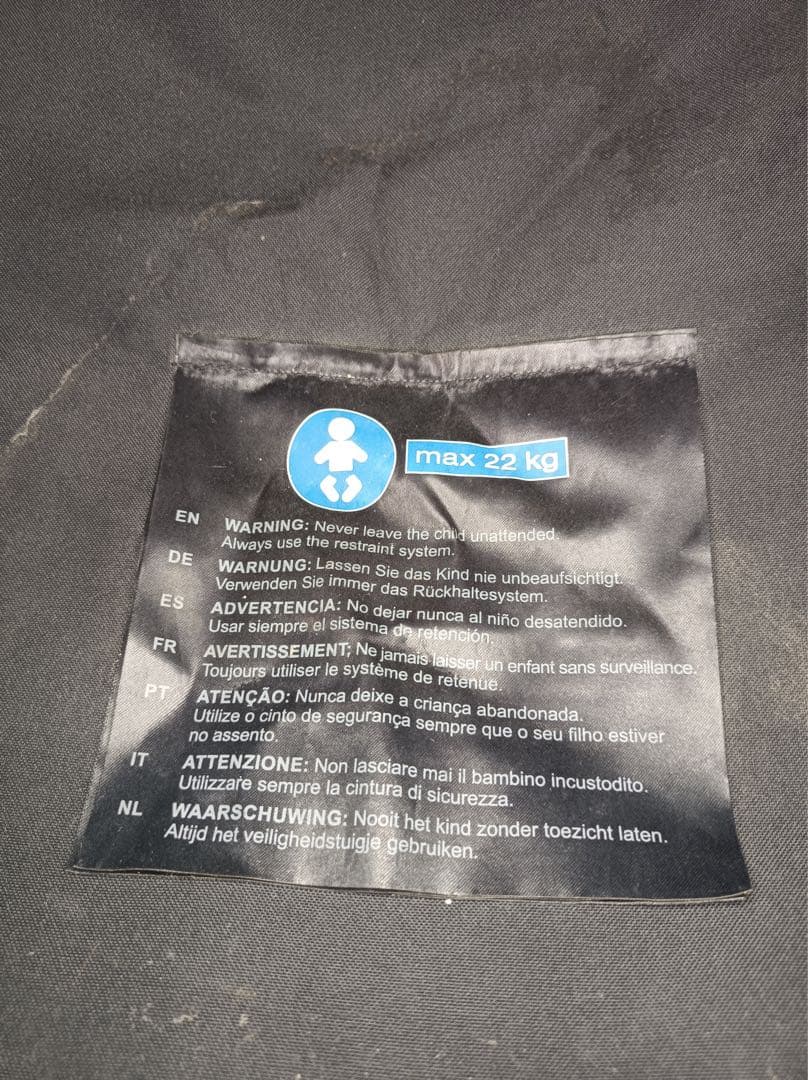 max 22 kg
EN WARNING: Never leave the child unattended.
Always use the restraint system.
DE WARNUNG: Lassen Sie das Kind nie unbeaufsichtigt.
Verwenden Sie immer das Rückhaltesystem.
ES ADVERTENCIA: No dejar nunca al niño desatendido.
Usar siempre el sistema de retención.
FR AVERTISSEMENT; Ne jamais laisser un enfant sans surveillance.
Toujours utiliser le système de retenue.
PT ATENÇÃO: Nunca deixe a criança abandonada.
Utilize o cinto de segurança sempre que o seu filho estiver
no assento.
IT ATTENZIONE: Non lasciare mai il bambino incustodito.
Utilizzare sempre la cintura di sicurezza.
NL WAARSCHUWING: Nooit het kind zonder toezicht laten.
Altijd het veiligheidstuigje gebruiken.